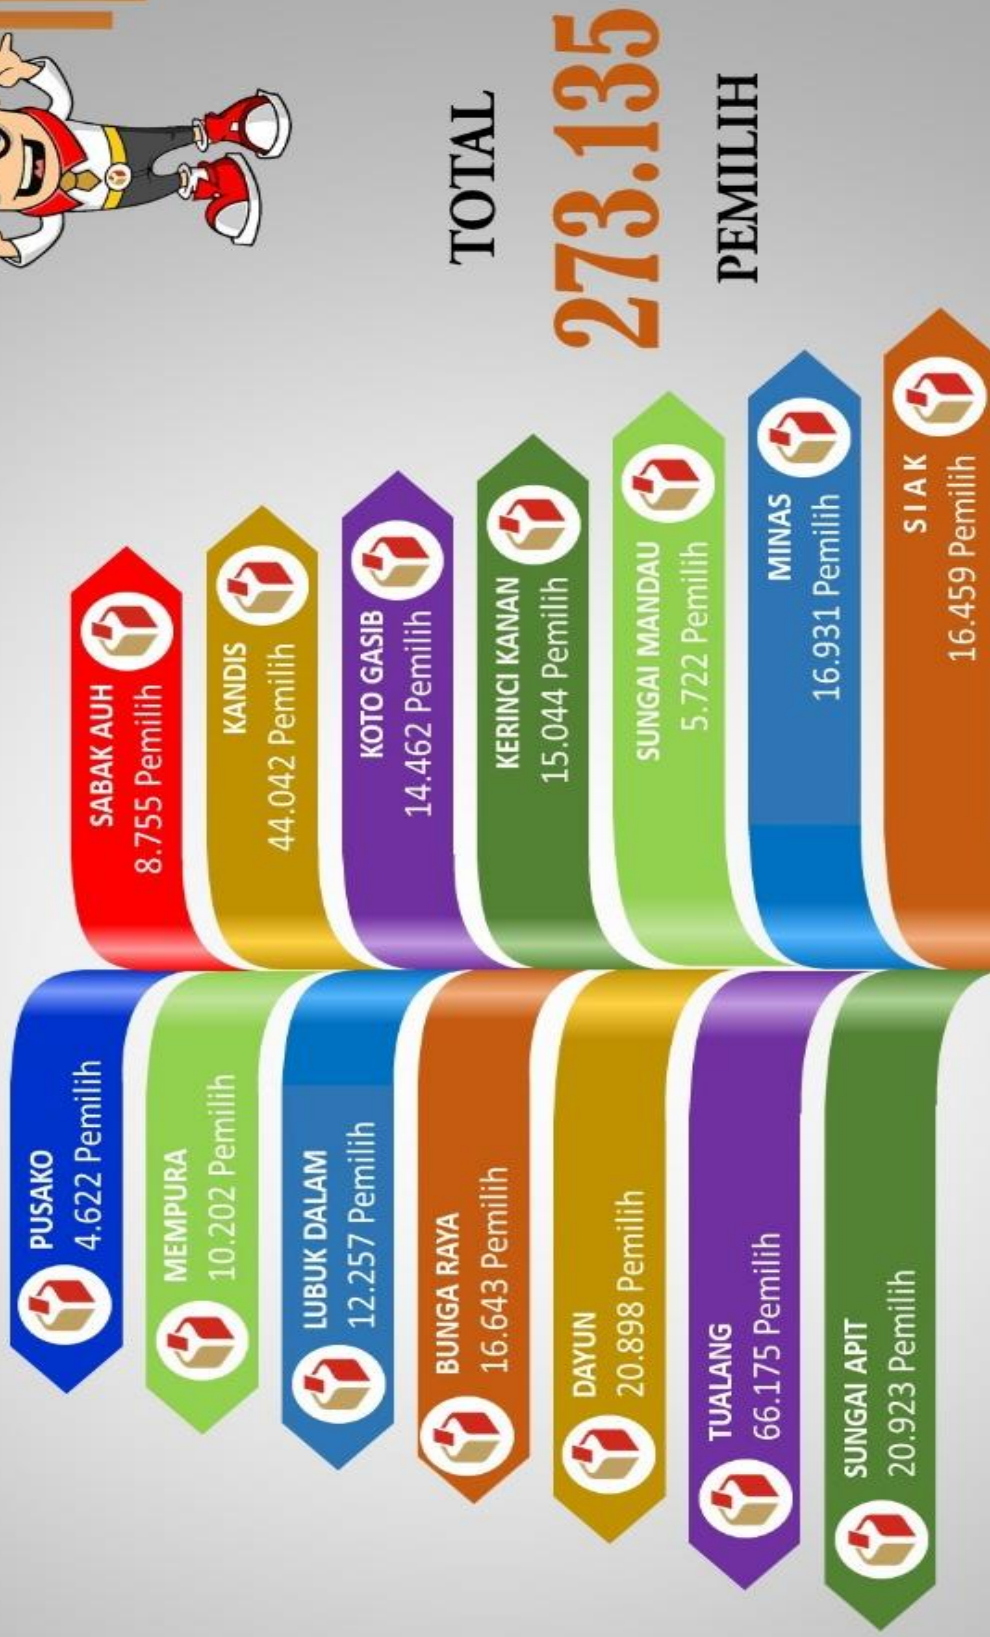 PUSAKO
4.622 Pemilih
MEMPURA
10.202 Pemilih
LUBUK DALAM
12.257 Pemilih
BUNGA RAYA
16.643 Pemilih
DAYUN
20.898 Pemilih
TUALANG
66.175 Pemilih
SUNGAI APIT
20.923 Pemilih
SABAK AUH
8.755 Pemilih
KANDIS
44.042 Pemilih
KOTO GASIB
14.462 Pemilih
KERINCI KANAN
15.044 Pemilih
SUNGAI MANDAU
5.722 Pemilih
MINAS
16.931 Pemilih
SIAK
16.459 Pemilih
TOTAL
273.135
PEMILIH